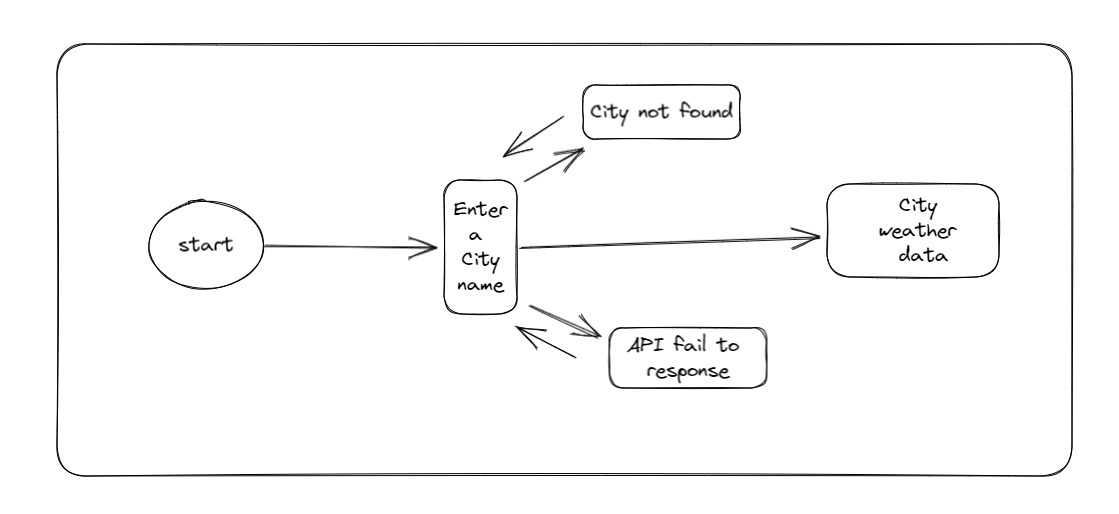 City not found
start
Enter
a
City
name
City
weather
data
API fail to
response